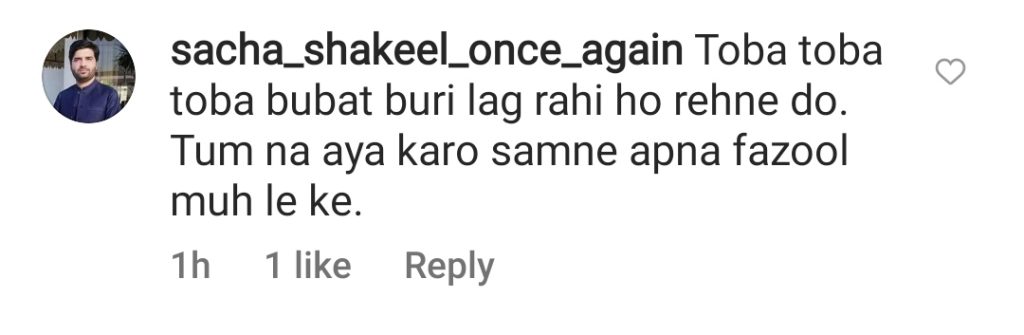 sacha_shakeel_once_again Toba toba
toba bubat buri lag rahi ho rehne do.
Tum na aya karo samne apna fazool
muh le ke.
1h 1 like Reply